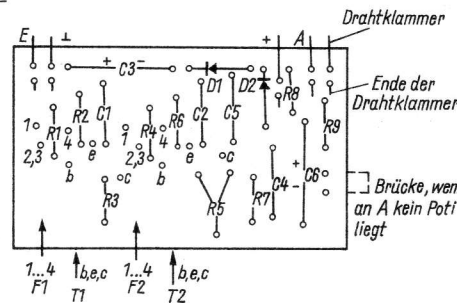 Drahtklammer
E ⊥ + A
+ C3 -
D1 D2
R8
Ende der
Drahtklammer
R1 R2 C1 R4 R6 C2 C5 R9
1 4 1 4
2,3 e 2,3 e c
b c b
R3 R5 R7 C4 + C6 -
Brücke, wen
an A kein Poti
liegt
1...4 b,e,c 1...4 b,e,c
F1 T1 F2 T2